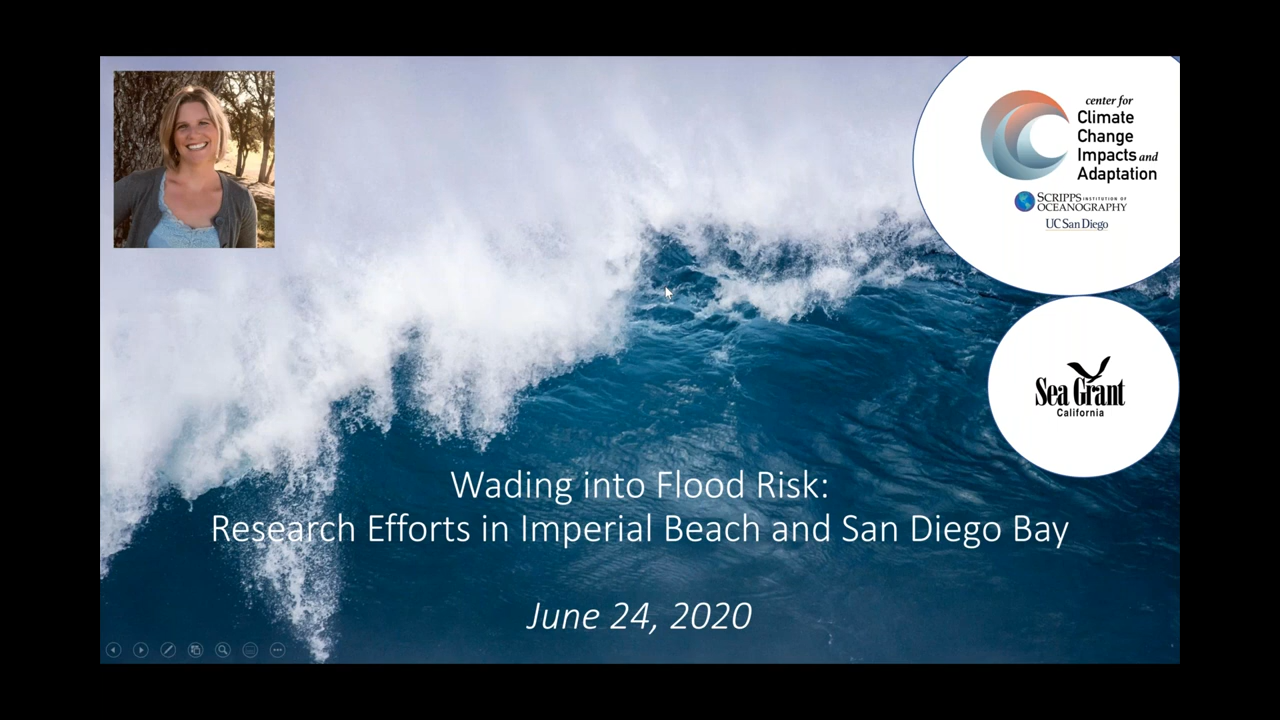 center for
Climate
Change
Impacts and
Adaptation
SCRIPPS INSTITUTION OF
OCEANOGRAPHY
UC San Diego
Sea Grant
California
Wading into Flood Risk:
Research Efforts in Imperial Beach and San Diego Bay
June 24, 2020